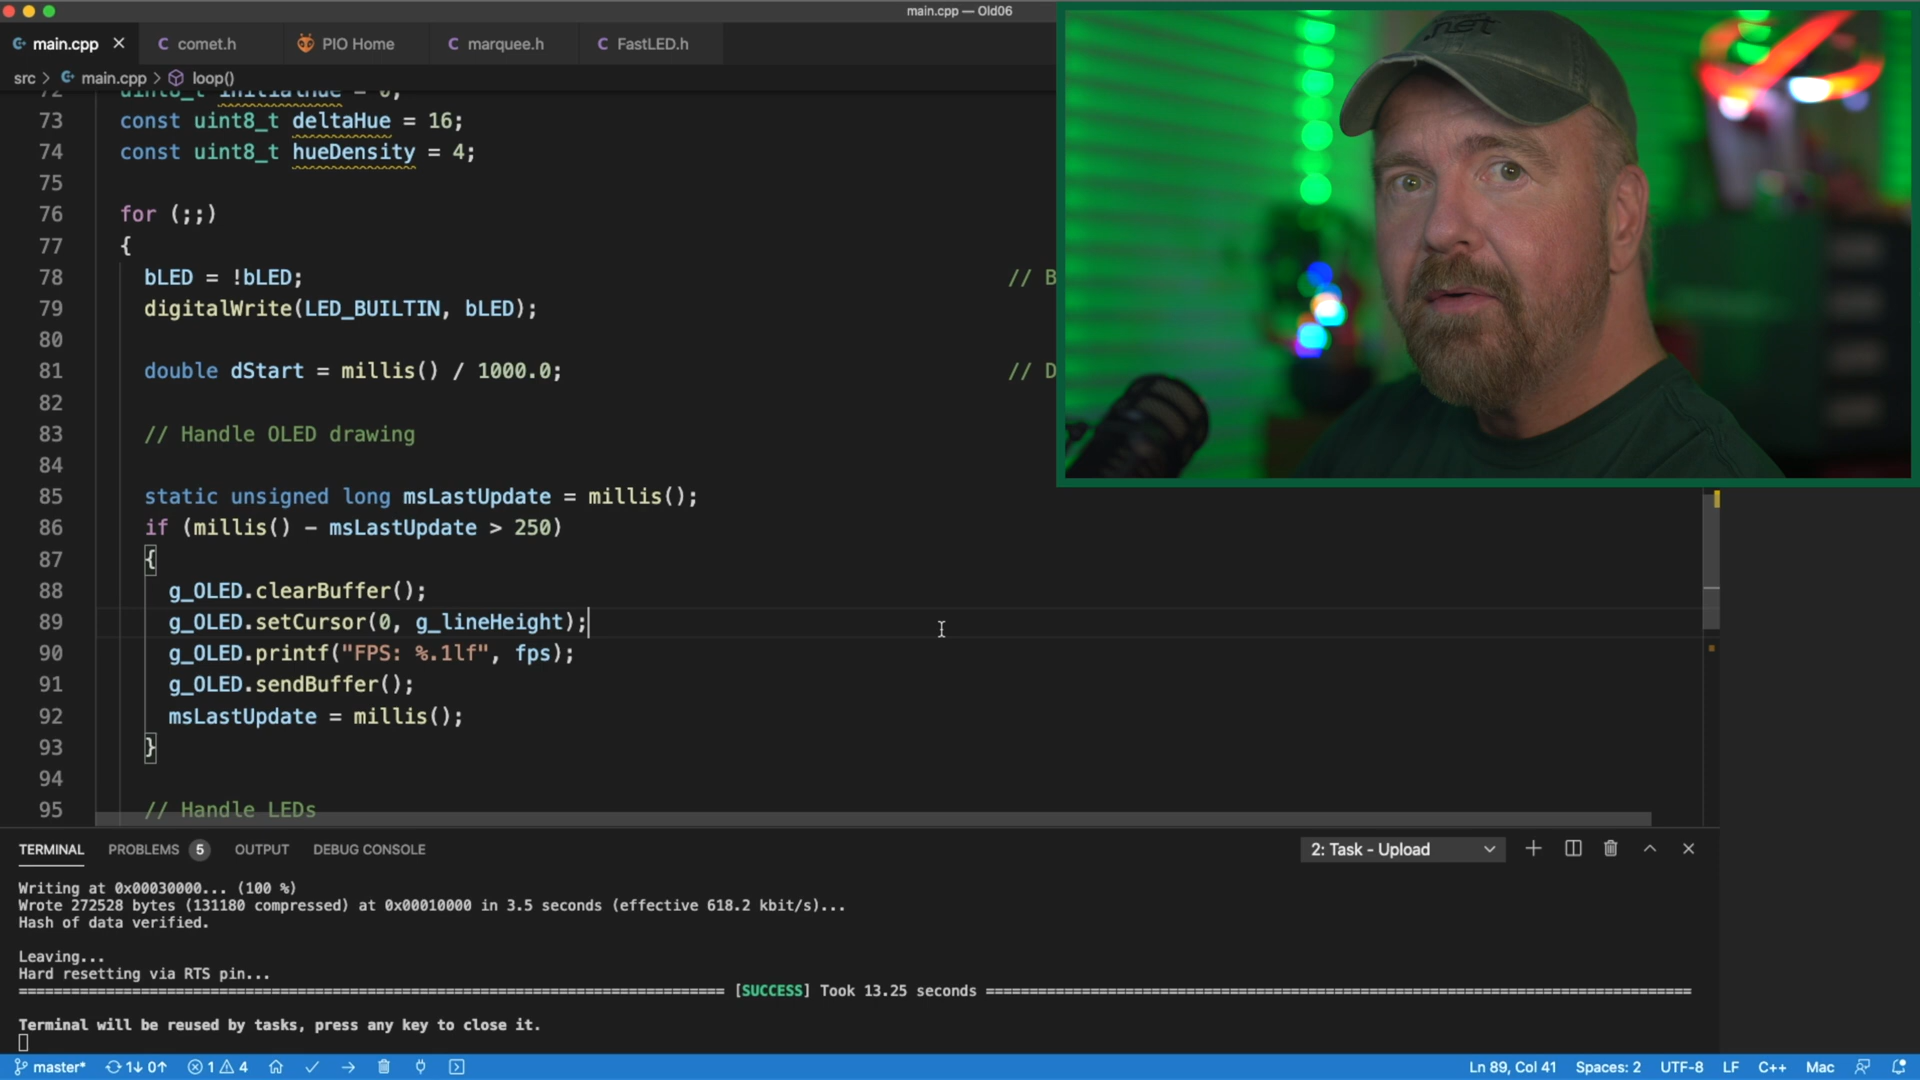 main.cpp — Old06
main.cpp
comet.h
PIO Home
marquee.h
FastLED.h
src > main.cpp > loop()
72 uint8_t initialHue = 0;
73 const uint8_t deltaHue = 16;
74 const uint8_t hueDensity = 4;
75
76 for (;;)
77 {
78 bLED = !bLED; // B
79 digitalWrite(LED_BUILTIN, bLED);
80
81 double dStart = millis() / 1000.0; // D
82
83 // Handle OLED drawing
84
85 static unsigned long msLastUpdate = millis();
86 if (millis() - msLastUpdate > 250)
87 {
88 g_OLED.clearBuffer();
89 g_OLED.setCursor(0, g_lineHeight);
90 g_OLED.printf("FPS: %.1lf", fps);
91 g_OLED.sendBuffer();
92 msLastUpdate = millis();
93 }
94
95 // Handle LEDs
.net
TERMINAL PROBLEMS 5 OUTPUT DEBUG CONSOLE 2: Task - Upload
Writing at 0x00030000... (100 %)
Wrote 272528 bytes (131180 compressed) at 0x00010000 in 3.5 seconds (effective 618.2 kbit/s)...
Hash of data verified.
Leaving...
Hard resetting via RTS pin...
[SUCCESS] Took 13.25 seconds
Terminal will be reused by tasks, press any key to close it.
master* 1↓ 0↑ 1 4 Ln 89, Col 41 Spaces: 2 UTF-8 LF C++ Mac